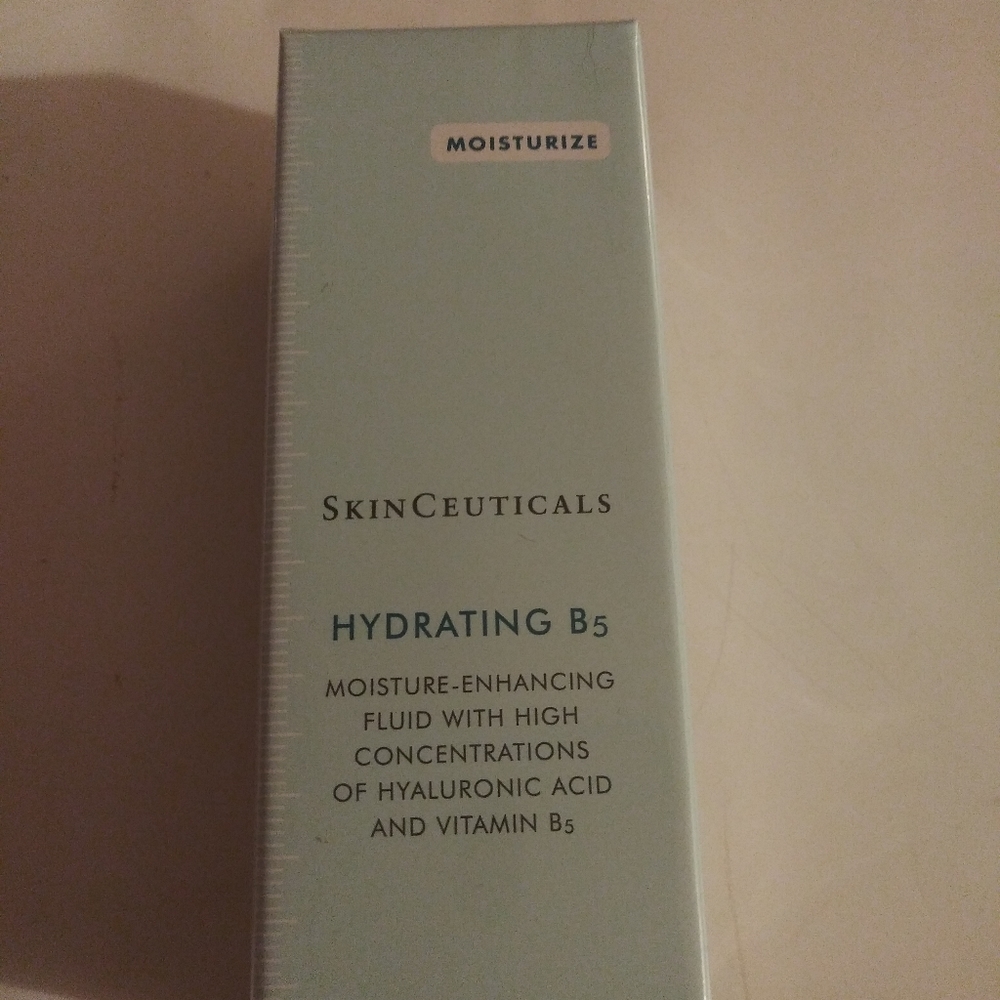 MOISTURIZE
SKINCEUTICALS
HYDRATING B5
MOISTURE-ENHANCING
FLUID WITH HIGH
CONCENTRATIONS
OF HYALURONIC ACID
AND VITAMIN B5